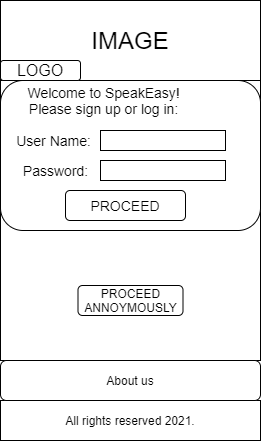 IMAGE
LOGO
Welcome to SpeakEasy!
Please sign up or log in:
User Name:
Password:
PROCEED
PROCEED
ANNOYMOUSLY
About us
All rights reserved 2021.